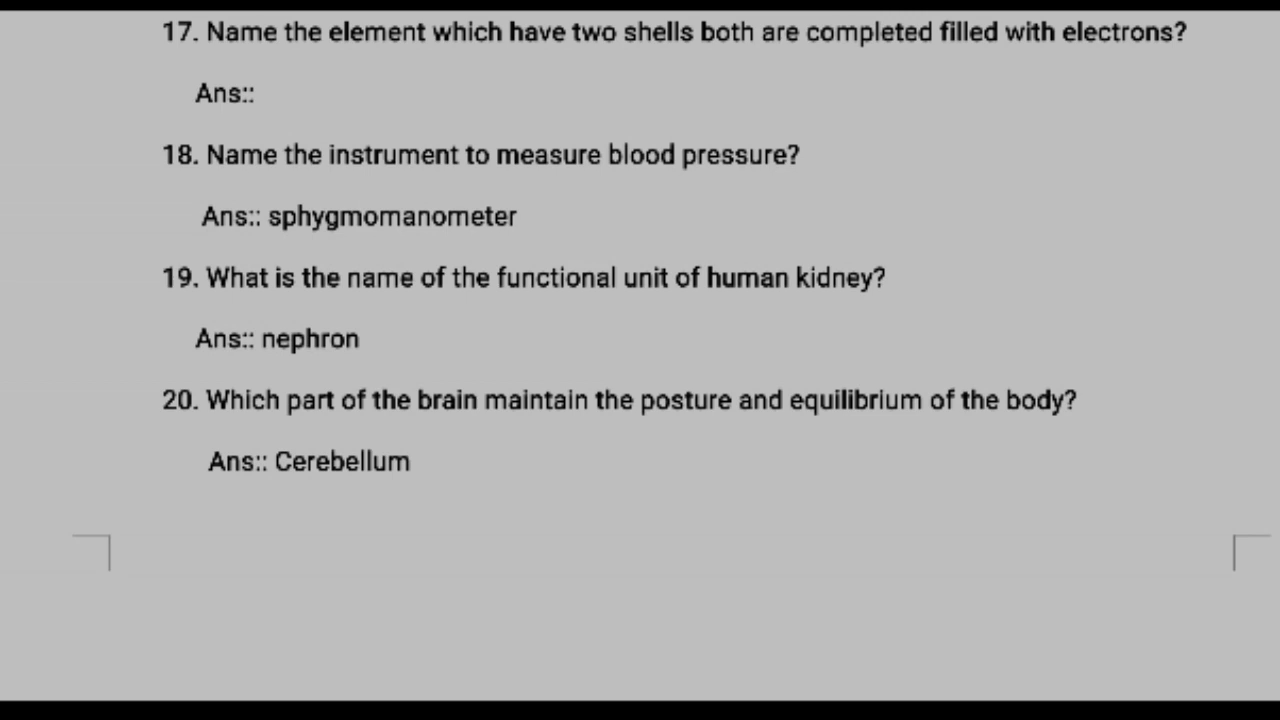 17. Name the element which have two shells both are completed filled with electrons?
Ans::
18. Name the instrument to measure blood pressure?
Ans:: sphygmomanometer
19. What is the name of the functional unit of human kidney?
Ans:: nephron
20. Which part of the brain maintain the posture and equilibrium of the body?
Ans:: Cerebellum